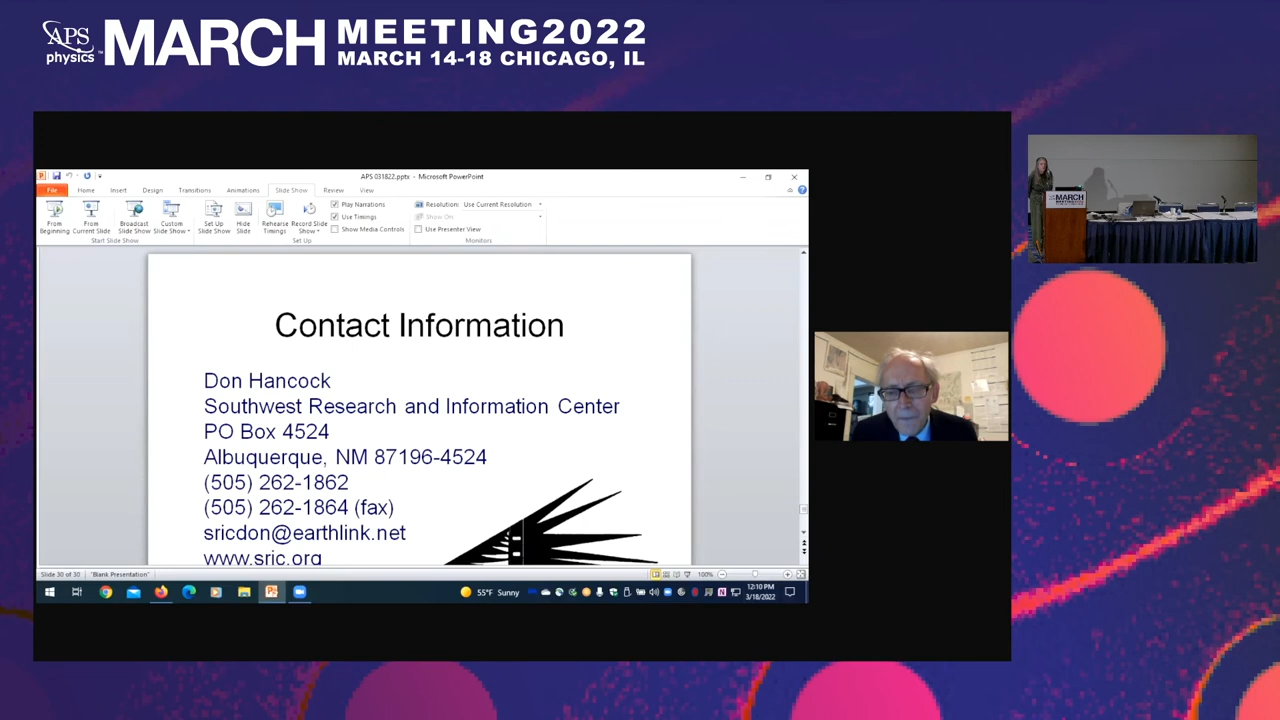 APS physics
MARCH
MEETING2022
MARCH 14-18 CHICAGO, IL
APS 031822.pptx - Microsoft PowerPoint
File Home Insert Design Transitions Animations Slide Show Review View
From Beginning
From Current Slide
Broadcast Slide Show
Custom Slide Show
Set Up Slide Show
Hide Slide
Rehearse Timings
Record Slide Show
Play Narrations
Use Timings
Show Media Controls
Resolution: Use Current Resolution
Show On:
Use Presenter View
Start Slide Show
Set Up
Monitors
Contact Information
Don Hancock
Southwest Research and Information Center
PO Box 4524
Albuquerque, NM 87196-4524
(505) 262-1862
(505) 262-1864 (fax)
sricdon@earthlink.net
www.sric.org
Slide 30 of 30 "Blank Presentation" 100%
55°F Sunny
12:10 PM
3/18/2022
MARCH